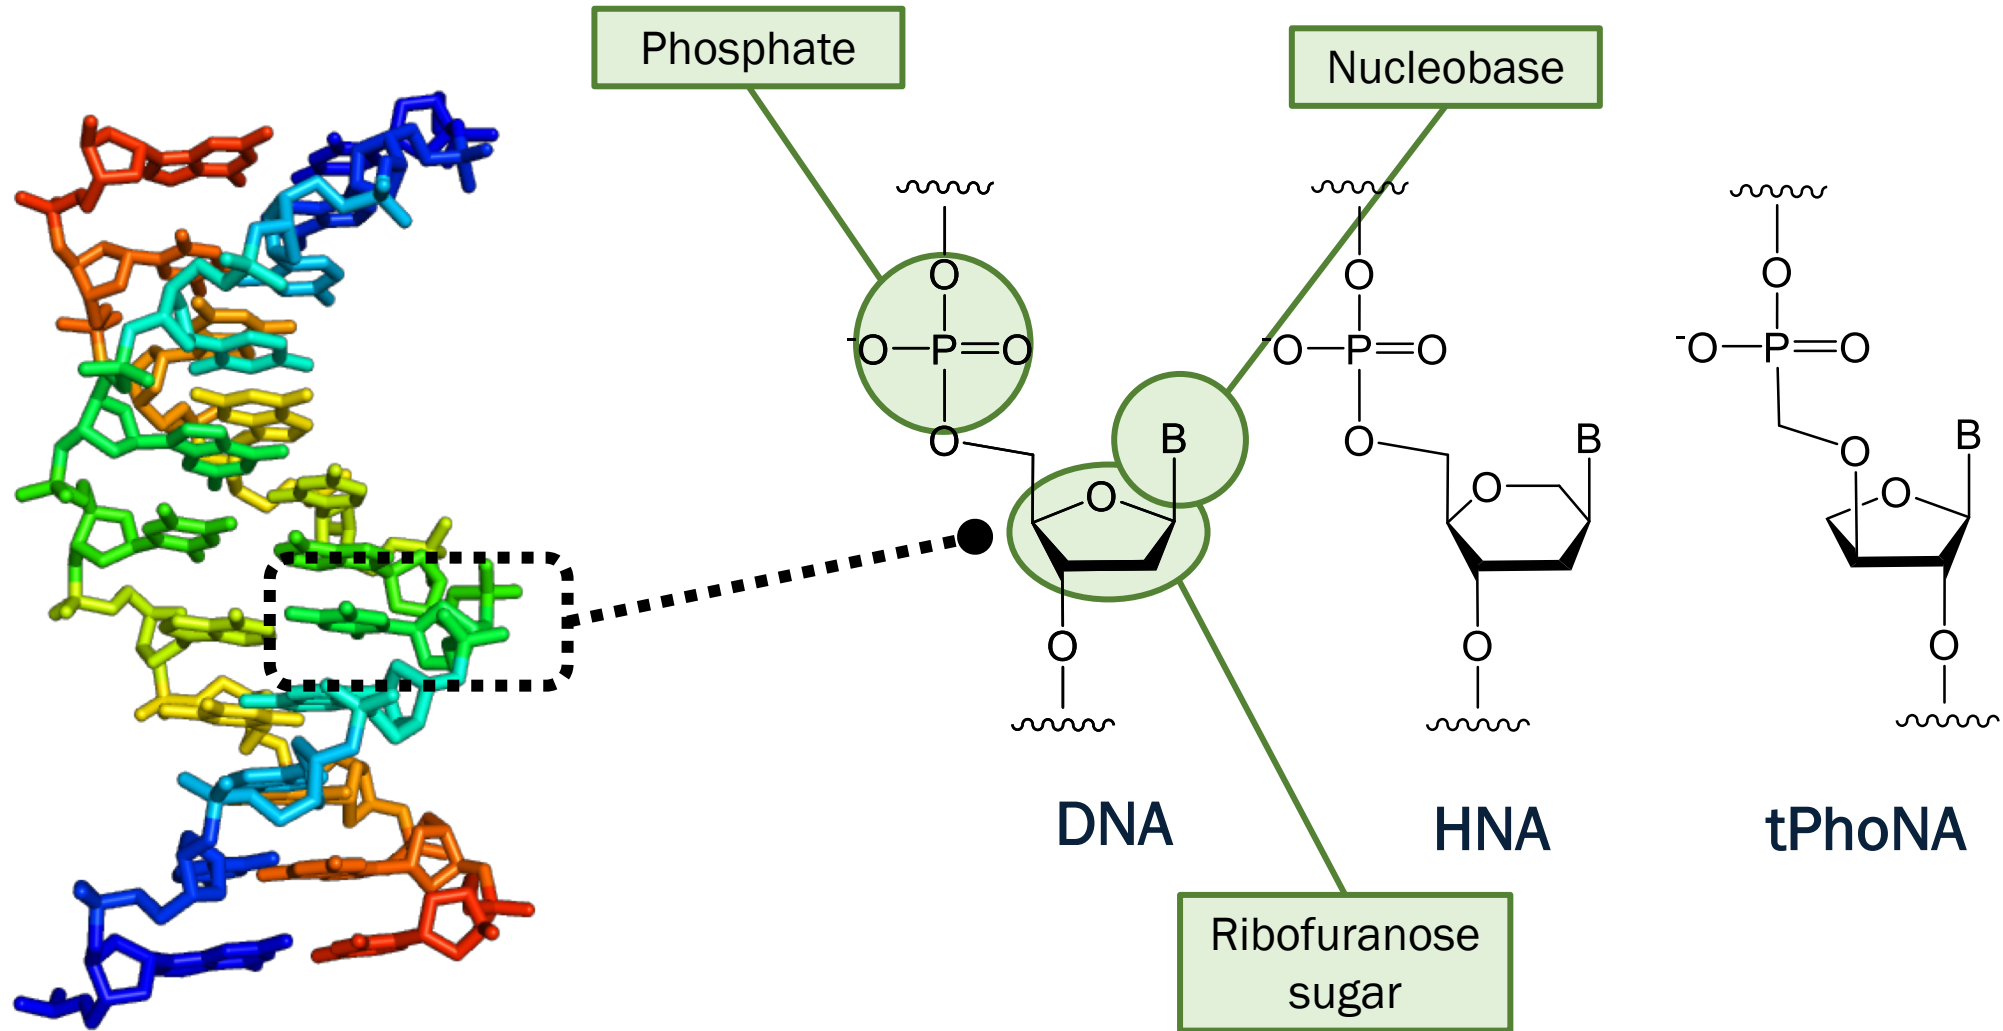 Phosphate
Nucleobase
O
O
O
-O P O
-O P O
-O P O
O
O
O
B
B
B
O
O
O
O
O
O
DNA
HNA
tPhoNA
Ribofuranose
sugar